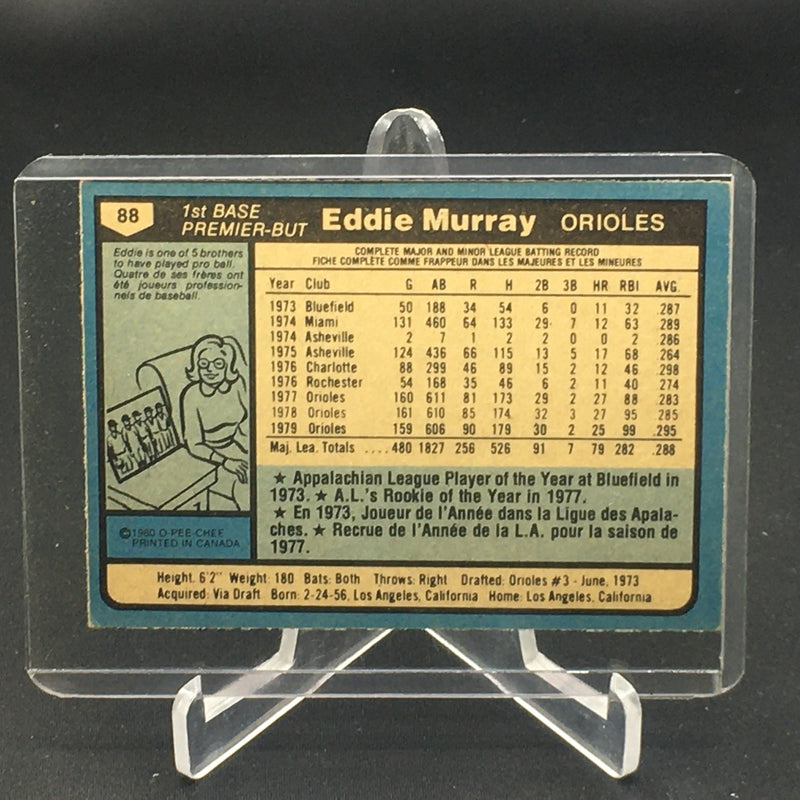 88 1st BASE PREMIER-BUT Eddie Murray ORIOLES
Eddie is one of 5 brothers
to have played pro ball.
Quatre de ses frères ont
été joueurs profession-
nels de baseball.
COMPLETE MAJOR AND MINOR LEAGUE BATTING RECORD
FICHE COMPLÈTE COMME FRAPPEUR DANS LES MAJEURES ET LES MINEURES
Year Club G AB R H 2B 3B HR RBI AVG.
1973 Bluefield 50 188 34 54 6 0 11 32 .287
1974 Miami 131 460 64 133 29 7 12 63 .289
1974 Asheville 2 7 1 2 2 0 0 2 .286
1975 Asheville 124 436 66 115 13 5 17 68 .264
1976 Charlotte 88 299 46 89 15 2 12 46 .298
1976 Rochester 54 168 35 46 6 2 11 40 .274
1977 Orioles 160 611 81 173 29 2 27 88 .283
1978 Orioles 161 610 85 174 32 3 27 95 .285
1979 Orioles 159 606 90 179 30 2 25 99 .295
Maj. Lea. Totals .... 480 1827 256 526 91 7 79 282 .288
★ Appalachian League Player of the Year at Bluefield in
1973. ★ A.L.'s Rookie of the Year in 1977.
★ En 1973, Joueur de l'Année dans la Ligue des Apala-
ches. ★ Recrue de l'Année de la L.A. pour la saison de
1977.
©1980 O-PEE-CHEE
PRINTED IN CANADA
Height: 6'2" Weight: 180 Bats: Both Throws: Right Drafted: Orioles #3 - June, 1973
Acquired: Via Draft Born: 2-24-56, Los Angeles, California Home: Los Angeles, California